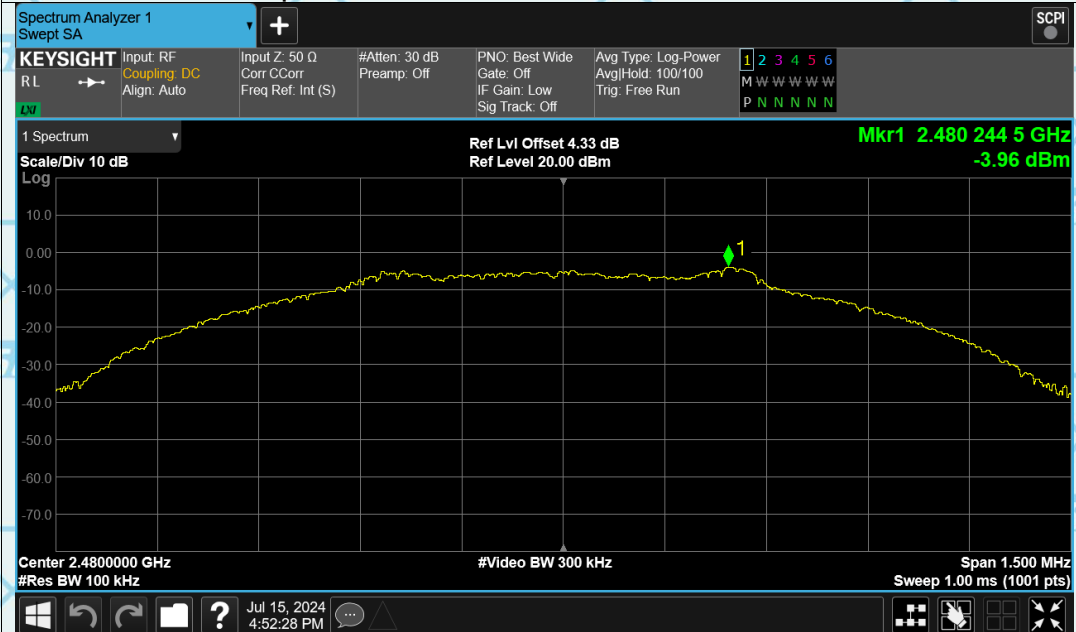 Spectrum Analyzer 1
Swept SA
+
SCPI
KEYSIGHT
R L
LXI
Input: RF
Coupling: DC
Align: Auto
Input Z: 50 Ω
Corr CCorr
Freq Ref: Int (S)
#Atten: 30 dB
Preamp: Off
PNO: Best Wide
Gate: Off
IF Gain: Low
Sig Track: Off
Avg Type: Log-Power
Avg|Hold: 100/100
Trig: Free Run
1 2 3 4 5 6
M W W W W W
P N N N N N
1 Spectrum
Scale/Div 10 dB
Log
Ref Lvl Offset 4.33 dB
Ref Level 20.00 dBm
Mkr1 2.480 244 5 GHz
-3.96 dBm
1
10.0
0.00
-10.0
-20.0
-30.0
-40.0
-50.0
-60.0
-70.0
Center 2.4800000 GHz
#Res BW 100 kHz
#Video BW 300 kHz
Span 1.500 MHz
Sweep 1.00 ms (1001 pts)
?
Jul 15, 2024
4:52:28 PM